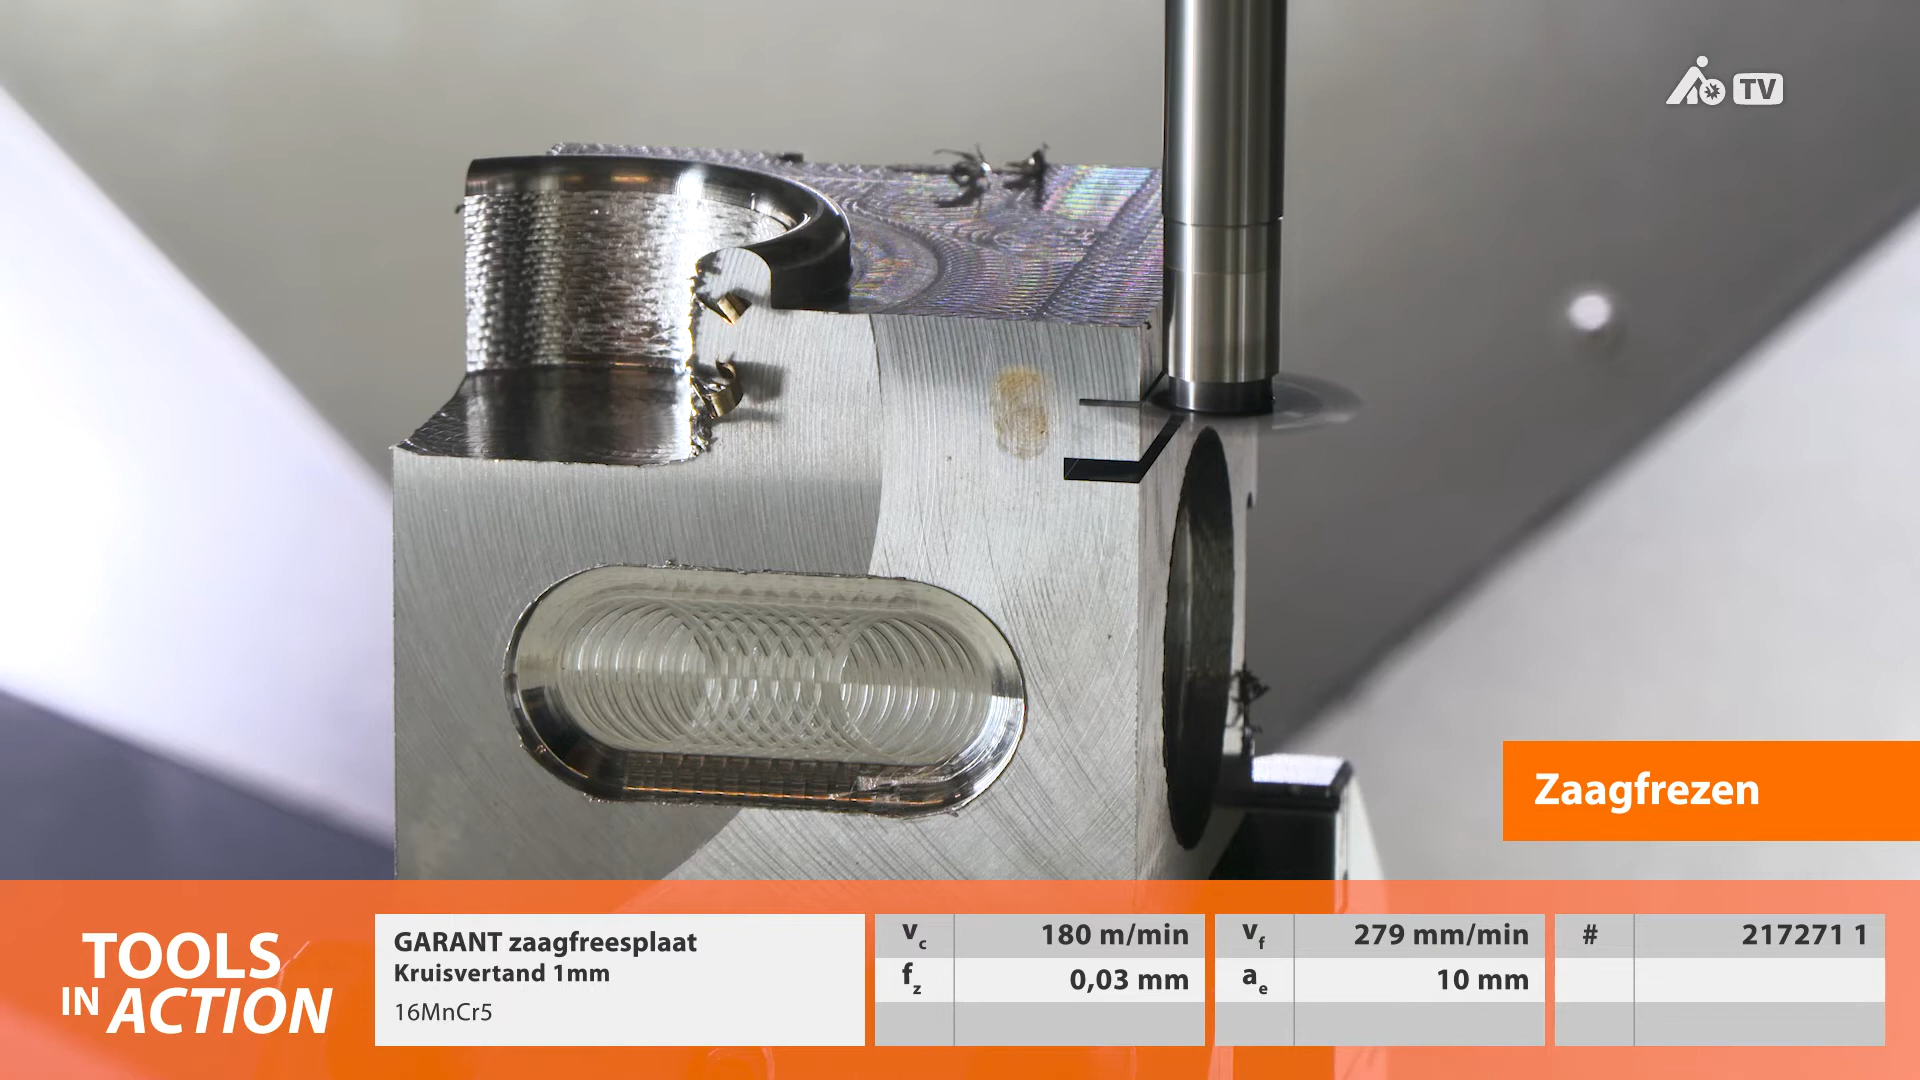 TV
Zaagfrezen
TOOLS
IN ACTION
GARANT zaagfreesplaat
Kruisvertand 1mm
16MnCr5
vc 180 m/min
fz 0,03 mm
vf 279 mm/min
ae 10 mm
# 217271 1